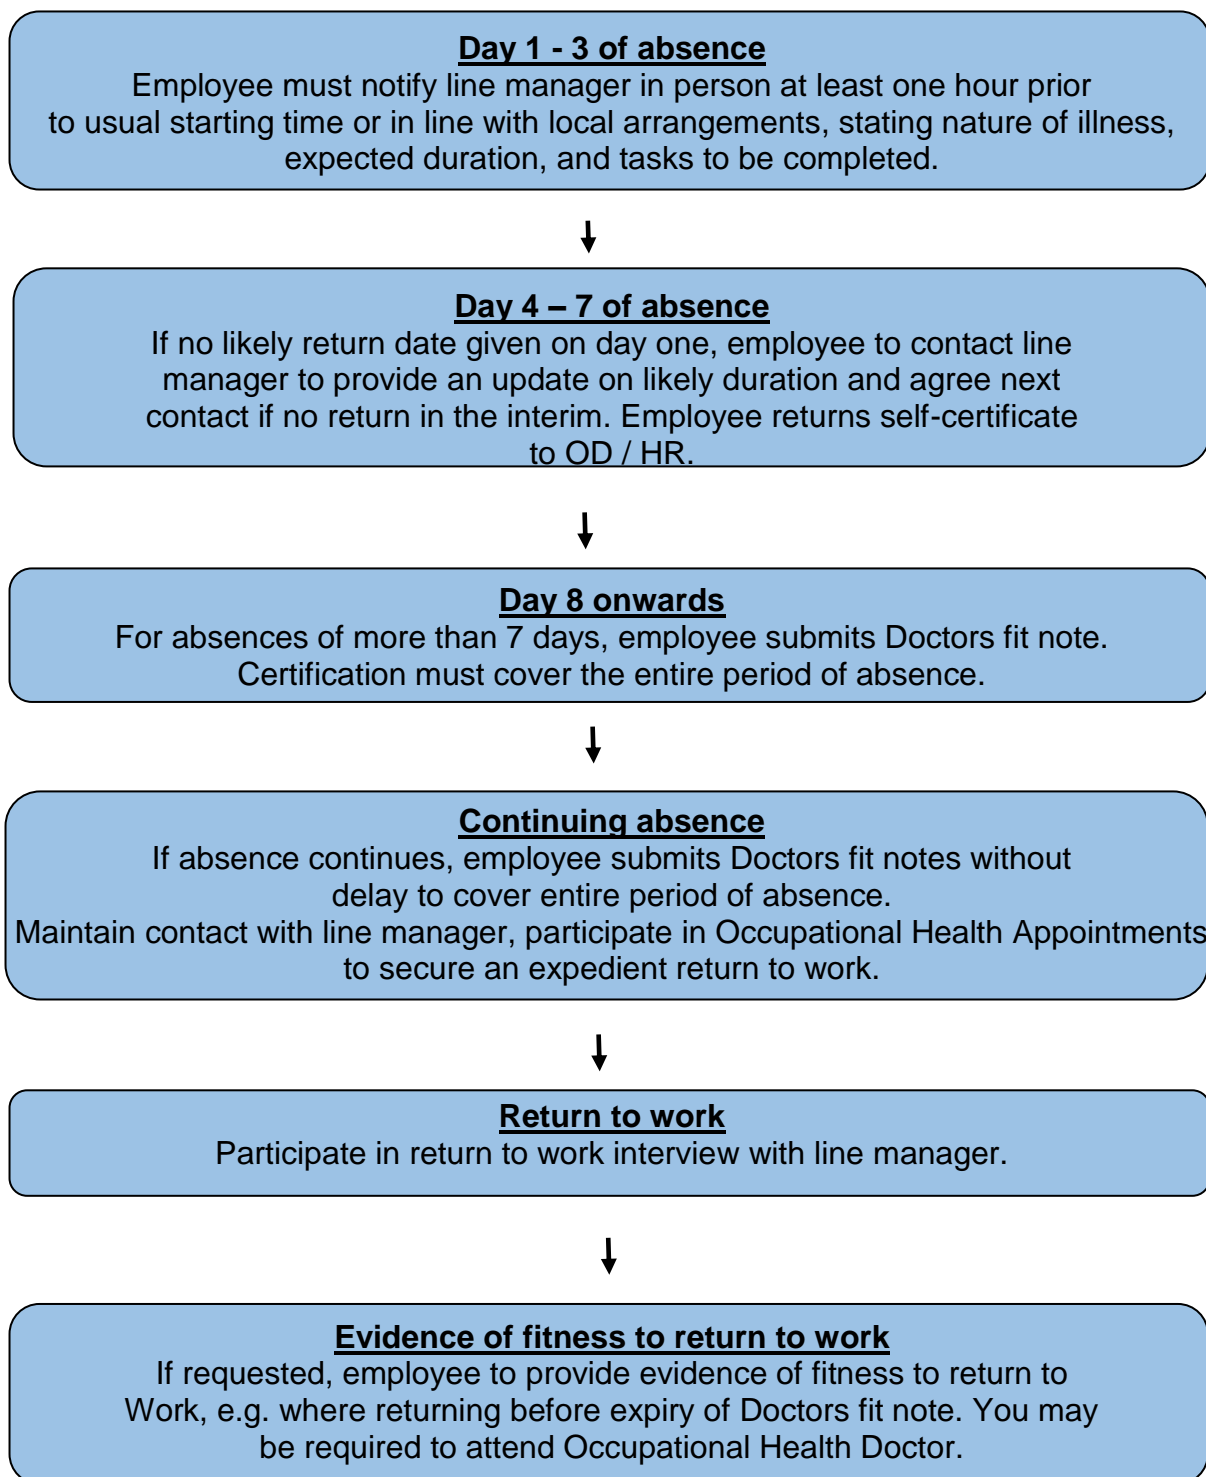 Day 1 - 3 of absence
Employee must notify line manager in person at least one hour prior
to usual starting time or in line with local arrangements, stating nature of illness,
expected duration, and tasks to be completed.
Day 4 – 7 of absence
If no likely return date given on day one, employee to contact line
manager to provide an update on likely duration and agree next
contact if no return in the interim. Employee returns self-certificate
to OD / HR.
Day 8 onwards
For absences of more than 7 days, employee submits Doctors fit note.
Certification must cover the entire period of absence.
Continuing absence
If absence continues, employee submits Doctors fit notes without
delay to cover entire period of absence.
Maintain contact with line manager, participate in Occupational Health Appointments
to secure an expedient return to work.
Return to work
Participate in return to work interview with line manager.
Evidence of fitness to return to work
If requested, employee to provide evidence of fitness to return to
Work, e.g. where returning before expiry of Doctors fit note. You may
be required to attend Occupational Health Doctor.